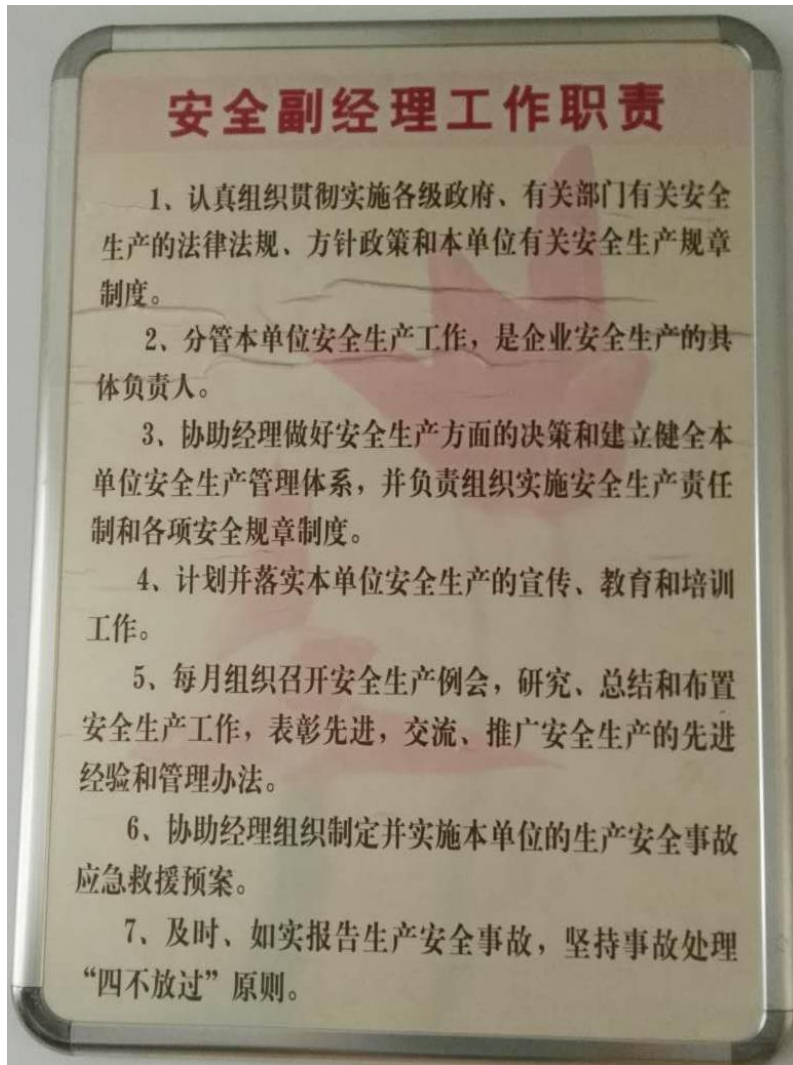 安全副经理工作职责
1、认真组织贯彻实施各级政府、有关部门有关安全
生产的法律法规、方针政策和本单位有关安全生产规章
制度。
2、分管本单位安全生产工作，是企业安全生产的具
体负责人。
3、协助经理做好安全生产方面的决策和建立健全本
单位安全生产管理体系，并负责组织实施安全生产责任
制和各项安全规章制度。
4、计划并落实本单位安全生产的宣传、教育和培训
工作。
5、每月组织召开安全生产例会，研究、总结和布置
安全生产工作，表彰先进，交流、推广安全生产的先进
经验和管理办法。
6、协助经理组织制定并实施本单位的生产安全事故
应急救援预案。
7、及时、如实报告生产安全事故，坚持事故处理
“四不放过”原则。